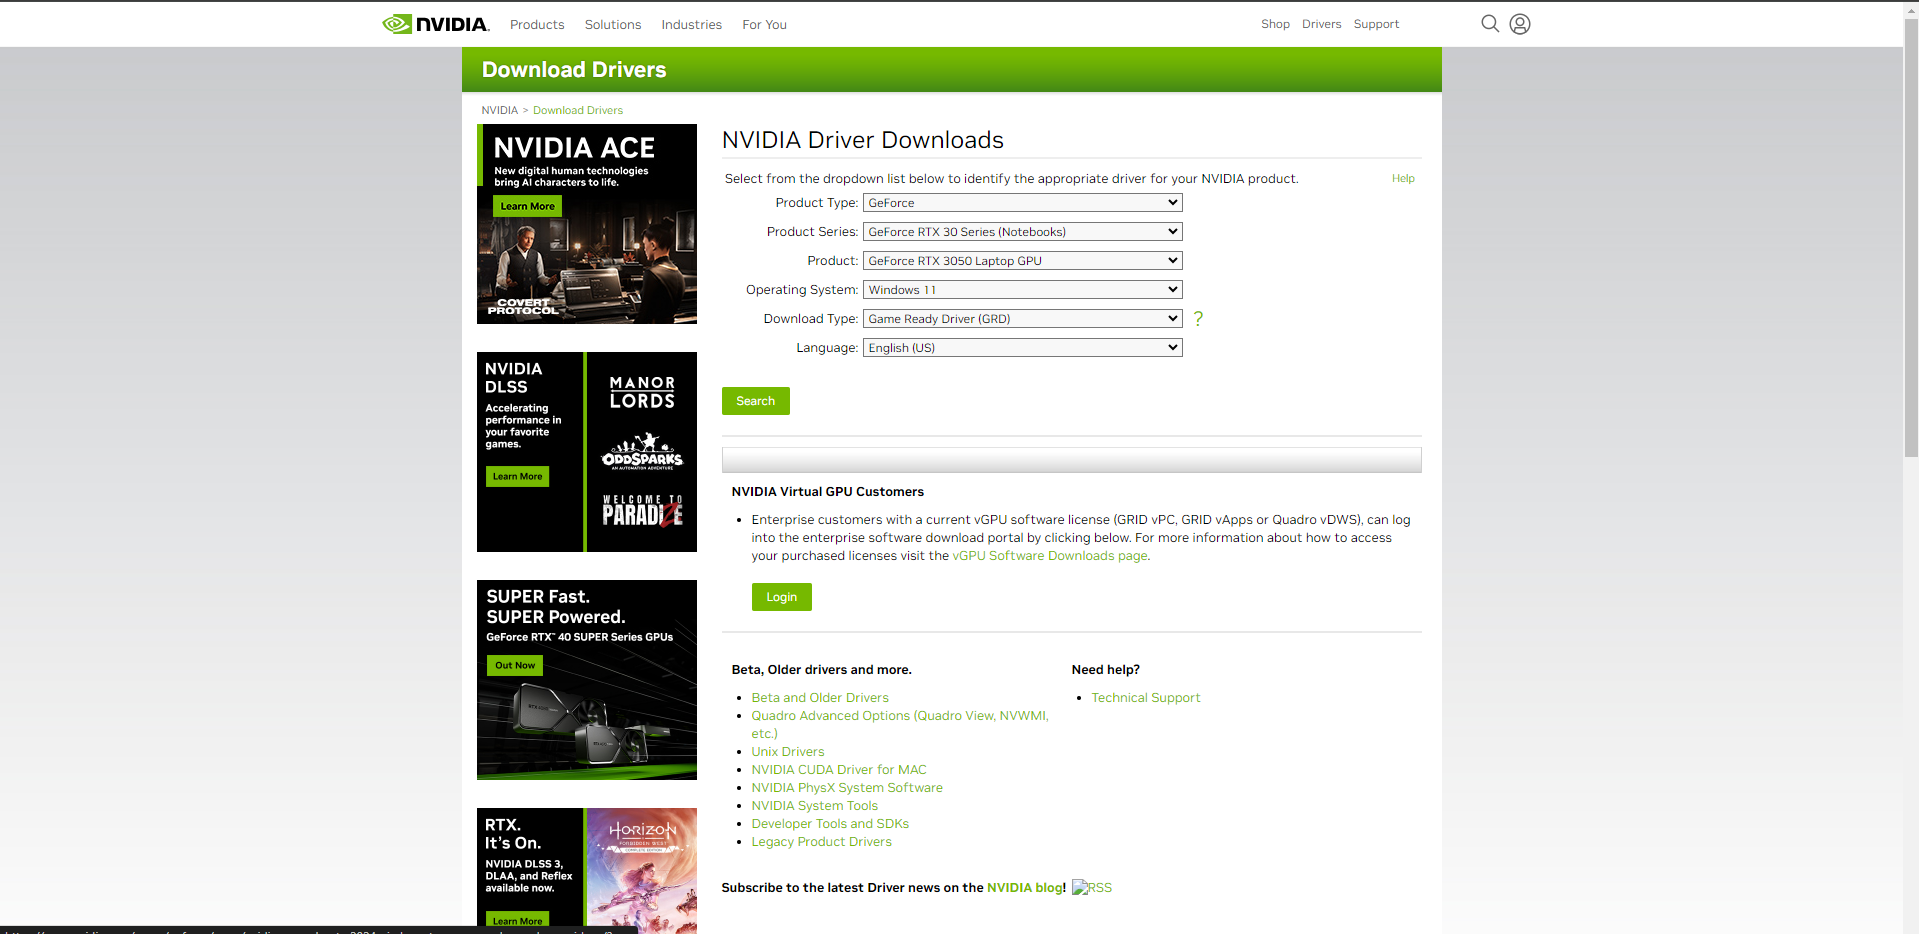 NVIDIA. Products Solutions Industries For You Shop Drivers Support
Download Drivers
NVIDIA > Download Drivers
NVIDIA ACE
New digital human technologies
bring AI characters to life.
Learn More
COVERT
PROTOCOL
NVIDIA
DLSS
Accelerating
performance in
your favorite
games.
Learn More
MANOR
LORDS
ODDSPARKS
AN AUTOMATION ADVENTURE
WELCOME TO
PARADIZE
SUPER Fast.
SUPER Powered.
GeForce RTX™ 40 SUPER Series GPUs
Out Now
RTX.
It's On.
NVIDIA DLSS 3,
DLAA, and Reflex
available now.
Learn More
HORIZON
FORBIDDEN WEST
COMPLETE EDITION
NVIDIA Driver Downloads
Select from the dropdown list below to identify the appropriate driver for your NVIDIA product.
Help
Product Type: GeForce
Product Series: GeForce RTX 30 Series (Notebooks)
Product: GeForce RTX 3050 Laptop GPU
Operating System: Windows 11
Download Type: Game Ready Driver (GRD) ?
Language: English (US)
Search
NVIDIA Virtual GPU Customers
• Enterprise customers with a current vGPU software license (GRID vPC, GRID vApps or Quadro vDWS), can log
into the enterprise software download portal by clicking below. For more information about how to access
your purchased licenses visit the vGPU Software Downloads page.
Login
Beta, Older drivers and more.
• Beta and Older Drivers
• Quadro Advanced Options (Quadro View, NVWMI,
etc.)
• Unix Drivers
• NVIDIA CUDA Driver for MAC
• NVIDIA PhysX System Software
• NVIDIA System Tools
• Developer Tools and SDKs
• Legacy Product Drivers
Need help?
• Technical Support
Subscribe to the latest Driver news on the NVIDIA blog! RSS